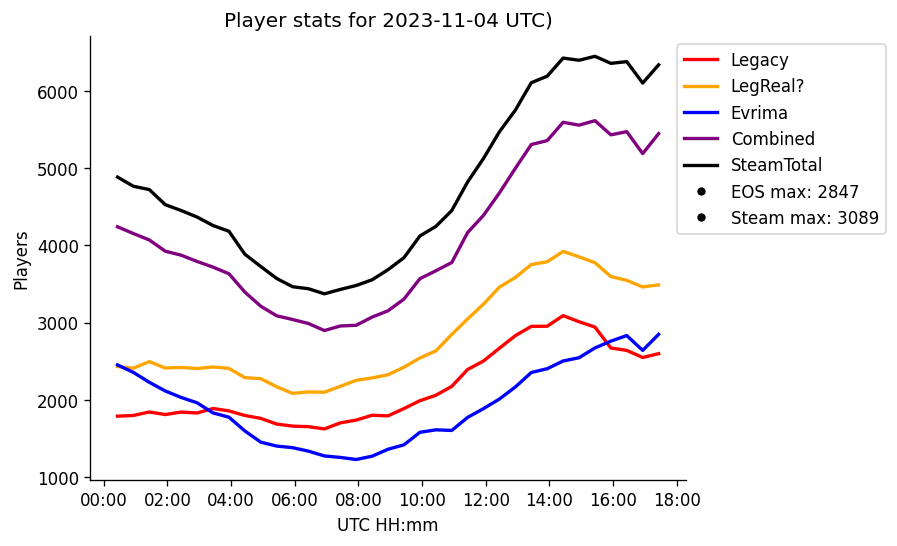 Player stats for 2023-11-04 UTC)
Legacy
LegReal?
Evrima
Combined
SteamTotal
EOS max: 2847
Steam max: 3089
Players
6000
5000
4000
3000
2000
1000
00:00 02:00 04:00 06:00 08:00 10:00 12:00 14:00 16:00 18:00
UTC HH:mm